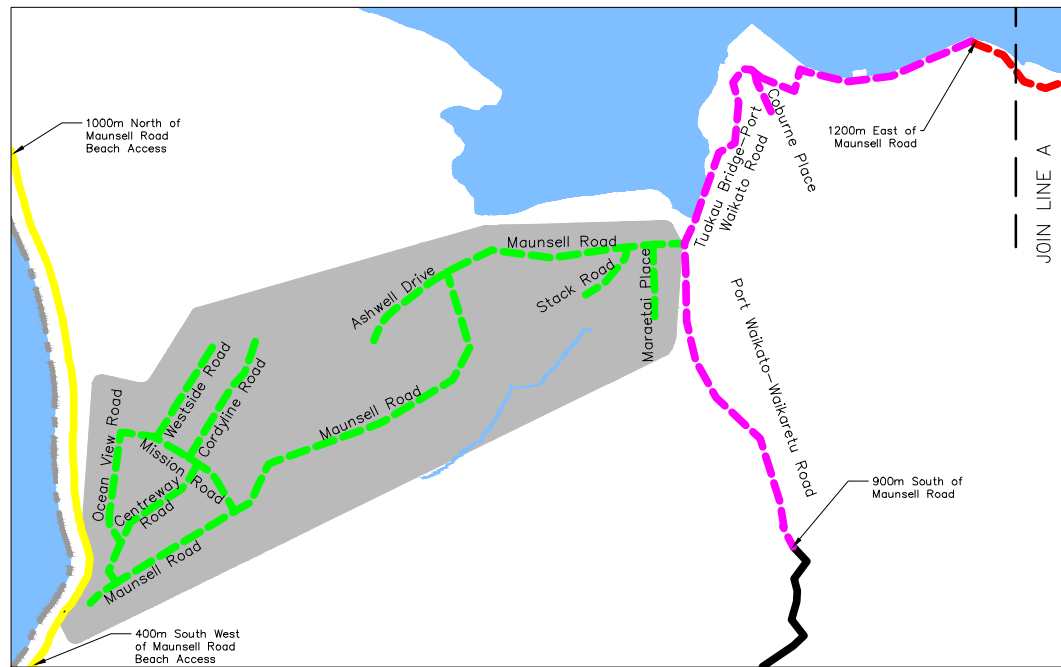 1000m North of
Maunsell Road
Beach Access
1200m East of
Maunsell Road
JOIN LINE A
Coburne Place
Tuakau Bridge-Port
Waikato Road
Maunsell Road
Ashwell Drive
Stack Road
Maraetai Place
Port Waikato-Waikaretu Road
Westside Road
Cordyline Road
Ocean View Road
Mission Road
Centreway
Road
Maunsell Road
Maunsell Road
900m South of
Maunsell Road
400m South West
of Maunsell Road
Beach Access